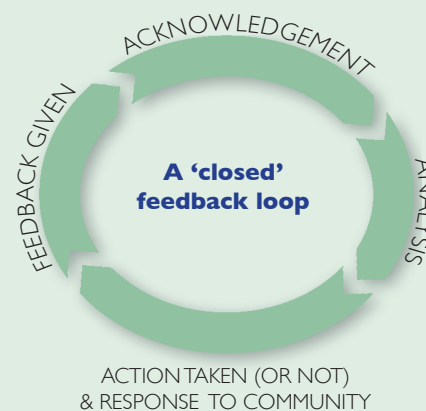 FEEDBACK GIVEN
ACKNOWLEDGEMENT
ANALYSIS
A ‘closed’
feedback loop
ACTION TAKEN (OR NOT)
& RESPONSE TO COMMUNITY